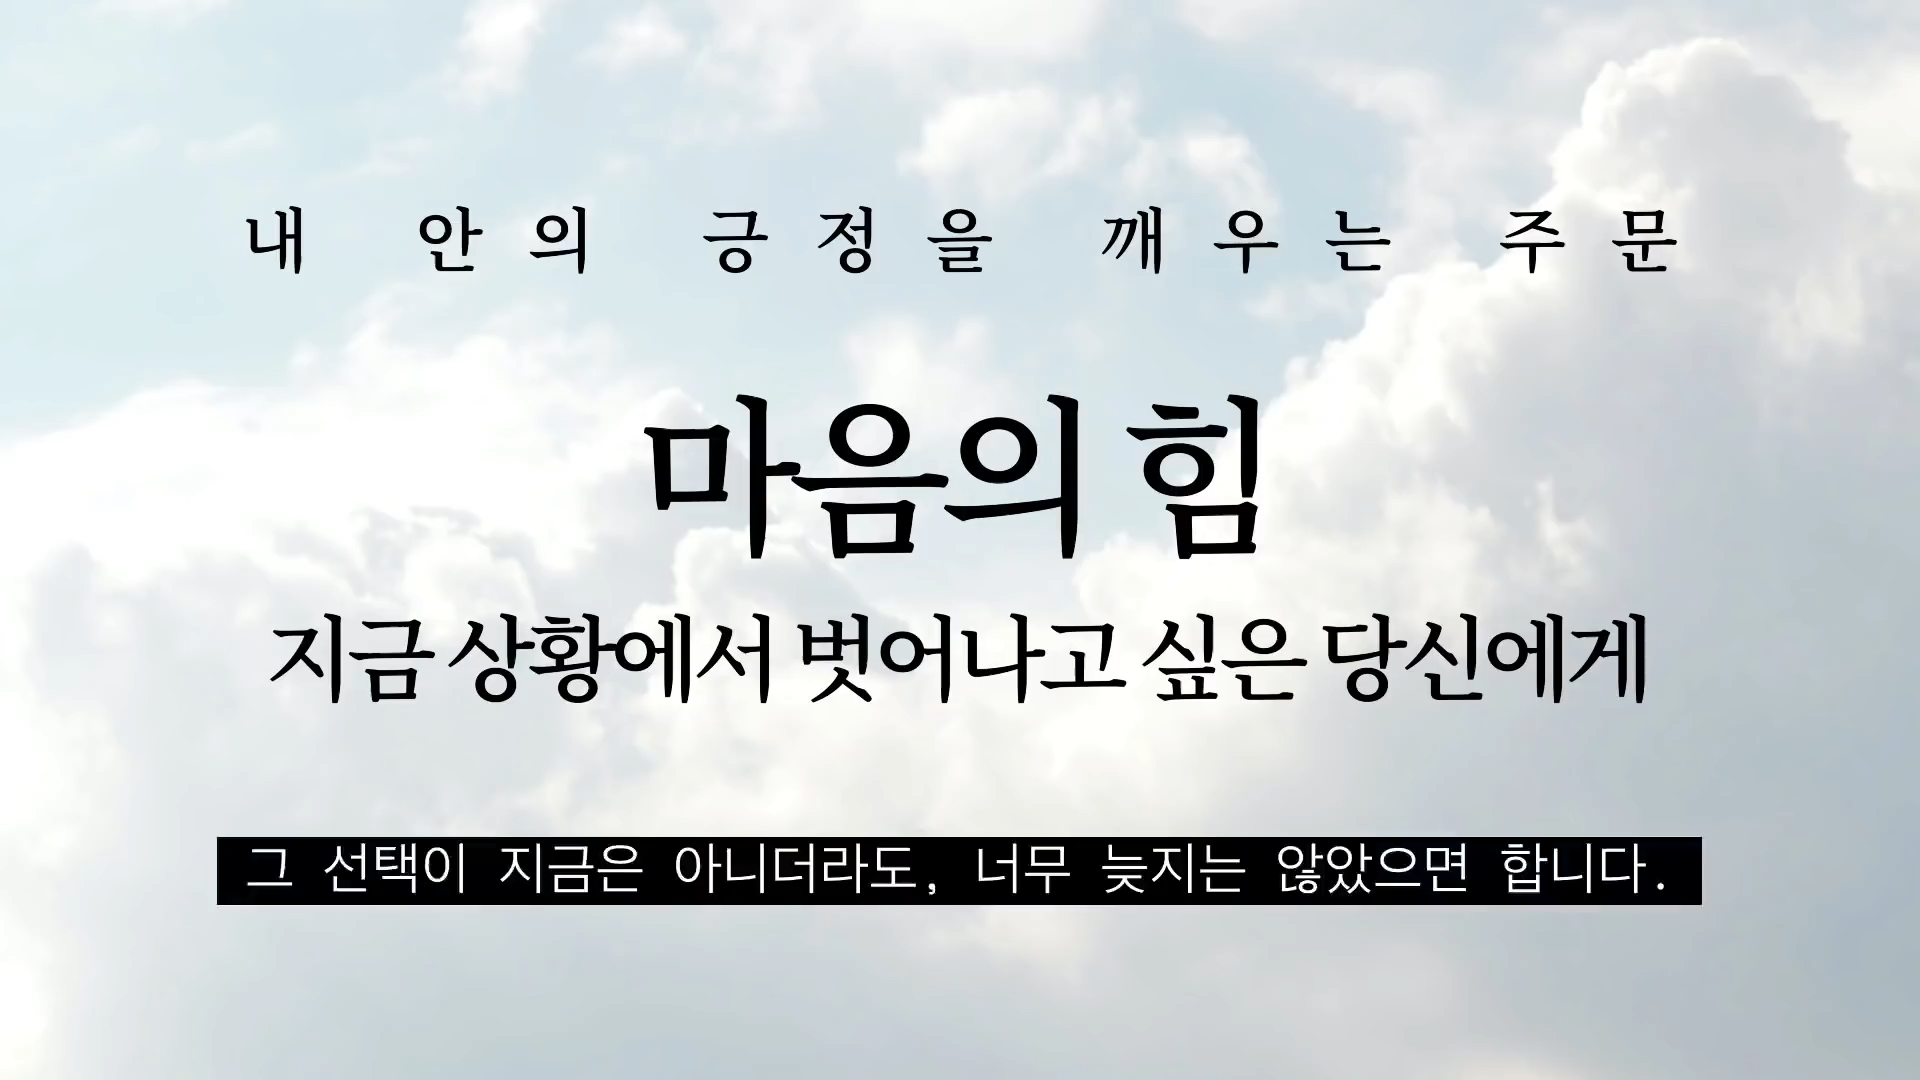 내 안의 긍정을 깨우는 주문
마음의 힘
지금 상황에서 벗어나고 싶은 당신에게
그 선택이 지금은 아니더라도, 너무 늦지는 않았으면 합니다.